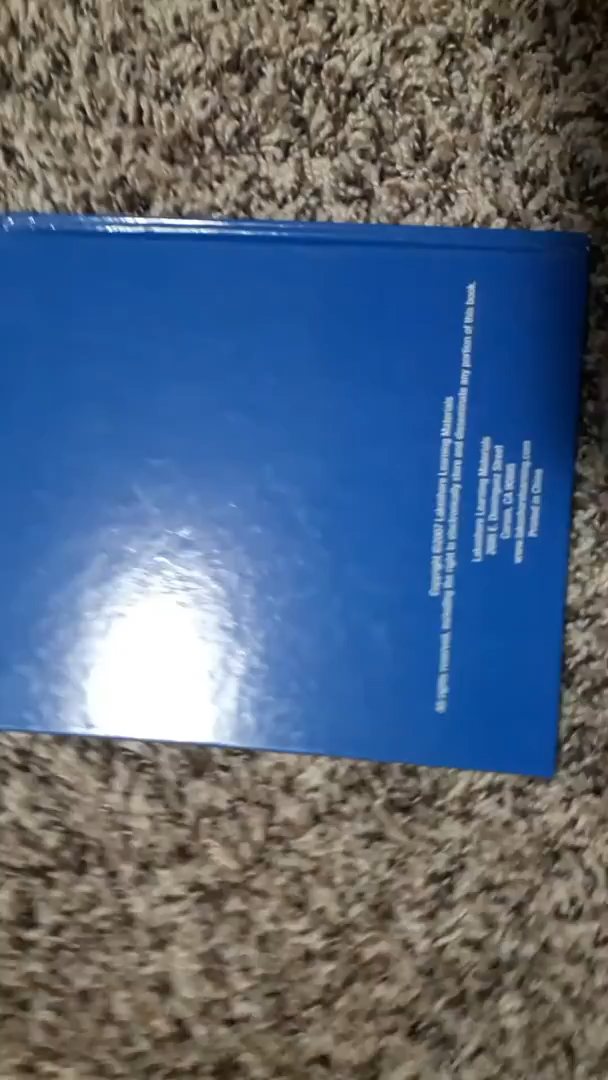 Copyright ©2007 Lakeshore Learning Materials
All rights reserved, including the right to electronically store and disseminate any portion of this book.
Lakeshore Learning Materials
2695 E. Dominguez Street
Carson, CA 90895
www.lakeshorelearning.com
Printed in China